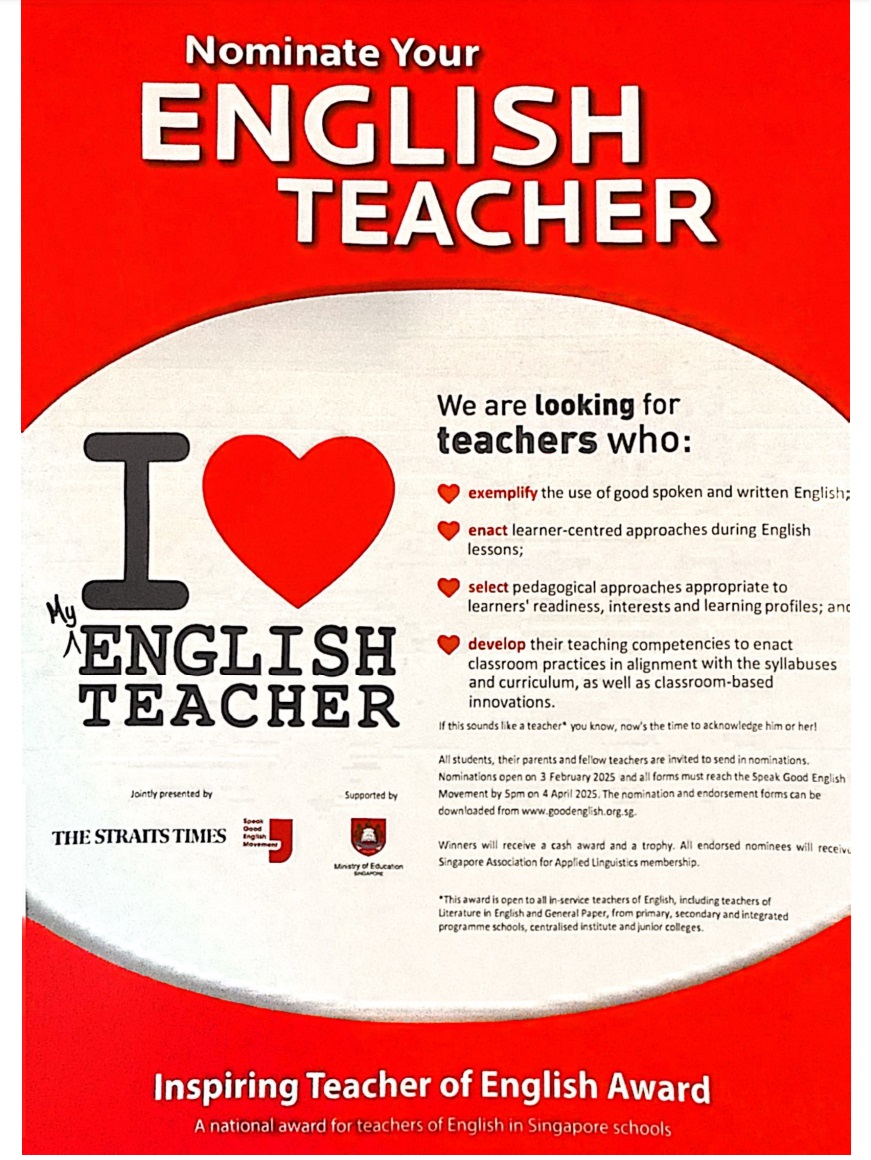 Nominate Your
ENGLISH
TEACHER
We are looking for
teachers who:
exemplify the use of good spoken and written English;
enact learner-centred approaches during English
lessons;
select pedagogical approaches appropriate to
learners' readiness, interests and learning profiles; and
develop their teaching competencies to enact
classroom practices in alignment with the syllabuses
and curriculum, as well as classroom-based
innovations.
If this sounds like a teacher* you know, now's the time to acknowledge him or her!
All students, their parents and fellow teachers are invited to send in nominations.
Nominations open on 3 February 2025 and all forms must reach the Speak Good English
Movement by 5pm on 4 April 2025. The nomination and endorsement forms can be
downloaded from www.goodenglish.org.sg.
Winners will receive a cash award and a trophy. All endorsed nominees will receive
Singapore Association for Applied Linguistics membership.
*This award is open to all in-service teachers of English, including teachers of
Literature in English and General Paper, from primary, secondary and integrated
programme schools, centralised institute and junior colleges.
I
My
ENGLISH
TEACHER
Jointly presented by
THE STRAITS TIMES
Speak
Good
English
Movement
Supported by
Ministry of Education
SINGAPORE
Inspiring Teacher of English Award
A national award for teachers of English in Singapore schools